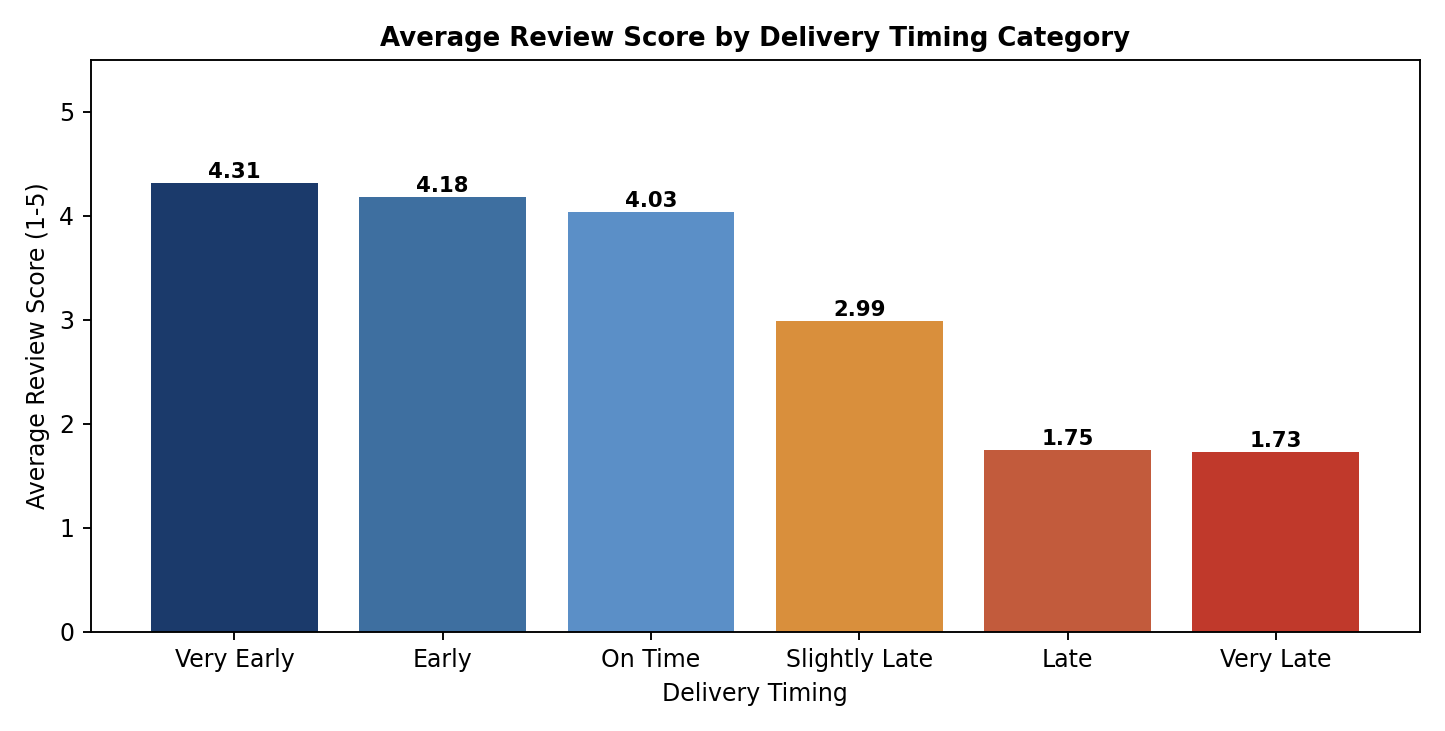 Average Review Score by Delivery Timing Category
Average Review Score (1-5)
5
4
3
2
1
0
4.31
4.18
4.03
2.99
1.75
1.73
Very Early
Early
On Time
Slightly Late
Late
Very Late
Delivery Timing